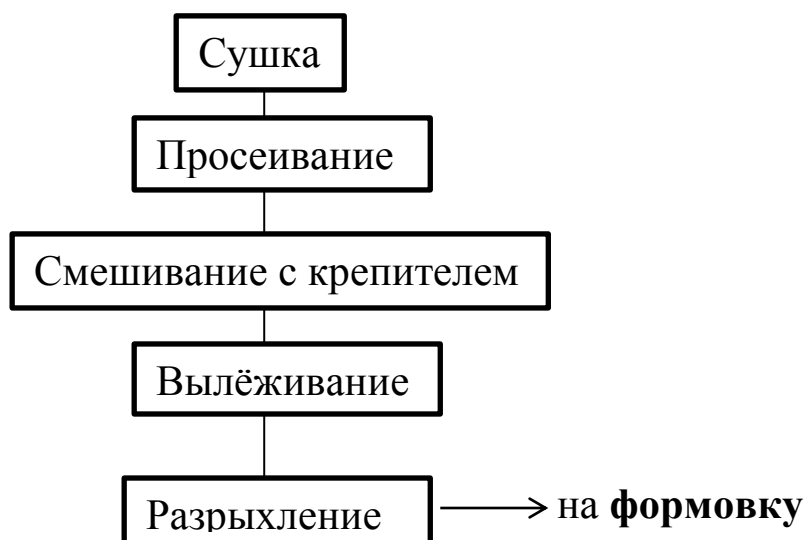 Сушка
Просеивание
Смешивание с крепителем
Вылёживание
Разрыхление
на формовку